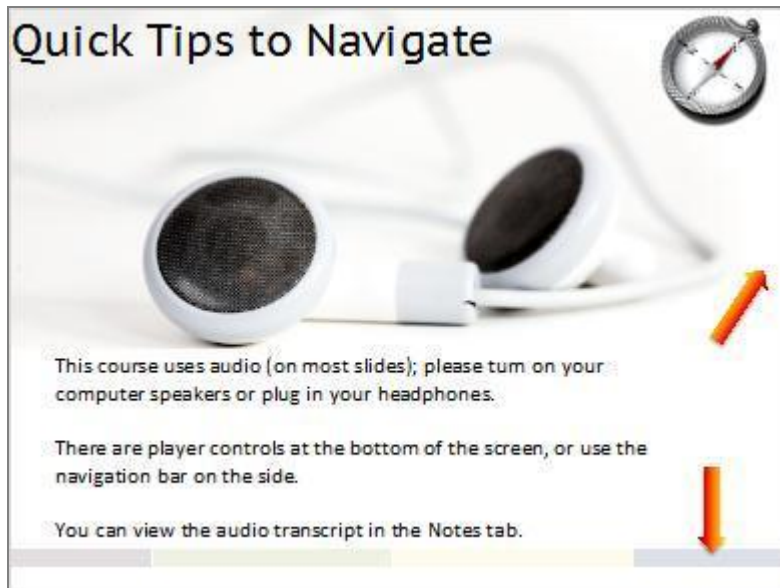 Quick Tips to Navigate
This course uses audio (on most slides); please turn on your
computer speakers or plug in your headphones.
There are player controls at the bottom of the screen, or use the
navigation bar on the side.
You can view the audio transcript in the Notes tab.